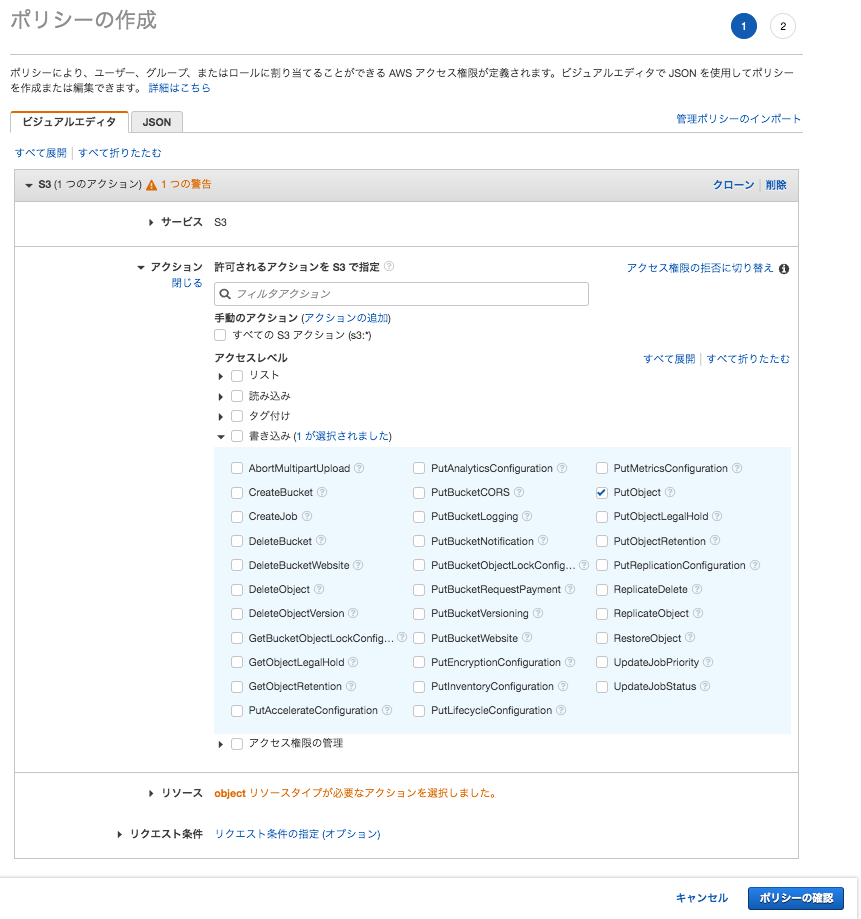 ポリシーの作成
1 2
ポリシーにより、ユーザー、グループ、またはロールに割り当てることができる AWS アクセス権限が定義されます。ビジュアルエディタで JSON を使用してポリシー
を作成または編集できます。 詳細はこちら
ビジュアルエディタ JSON 管理ポリシーのインポート
すべて展開 | すべて折りたたむ
S3 (1 つのアクション) 1 つの警告 クローン | 削除
サービス S3
アクション 許可されるアクションを S3 で指定 アクセス権限の拒否に切り替え
閉じる
フィルタアクション
手動のアクション (アクションの追加)
すべての S3 アクション (s3:*)
アクセスレベル すべて展開 | すべて折りたたむ
リスト
読み込み
タグ付け
書き込み (1 が選択されました)
AbortMultipartUpload PutAnalyticsConfiguration PutMetricsConfiguration
CreateBucket PutBucketCORS PutObject
CreateJob PutBucketLogging PutObjectLegalHold
DeleteBucket PutBucketNotification PutObjectRetention
DeleteBucketWebsite PutBucketObjectLockConfig... PutReplicationConfiguration
DeleteObject PutBucketRequestPayment ReplicateDelete
DeleteObjectVersion PutBucketVersioning ReplicateObject
GetBucketObjectLockConfig... PutBucketWebsite RestoreObject
GetObjectLegalHold PutEncryptionConfiguration UpdateJobPriority
GetObjectRetention PutInventoryConfiguration UpdateJobStatus
PutAccelerateConfiguration PutLifecycleConfiguration
アクセス権限の管理
リソース object リソースタイプが必要なアクションを選択しました。
リクエスト条件 リクエスト条件の指定 (オプション)
キャンセル ポリシーの確認